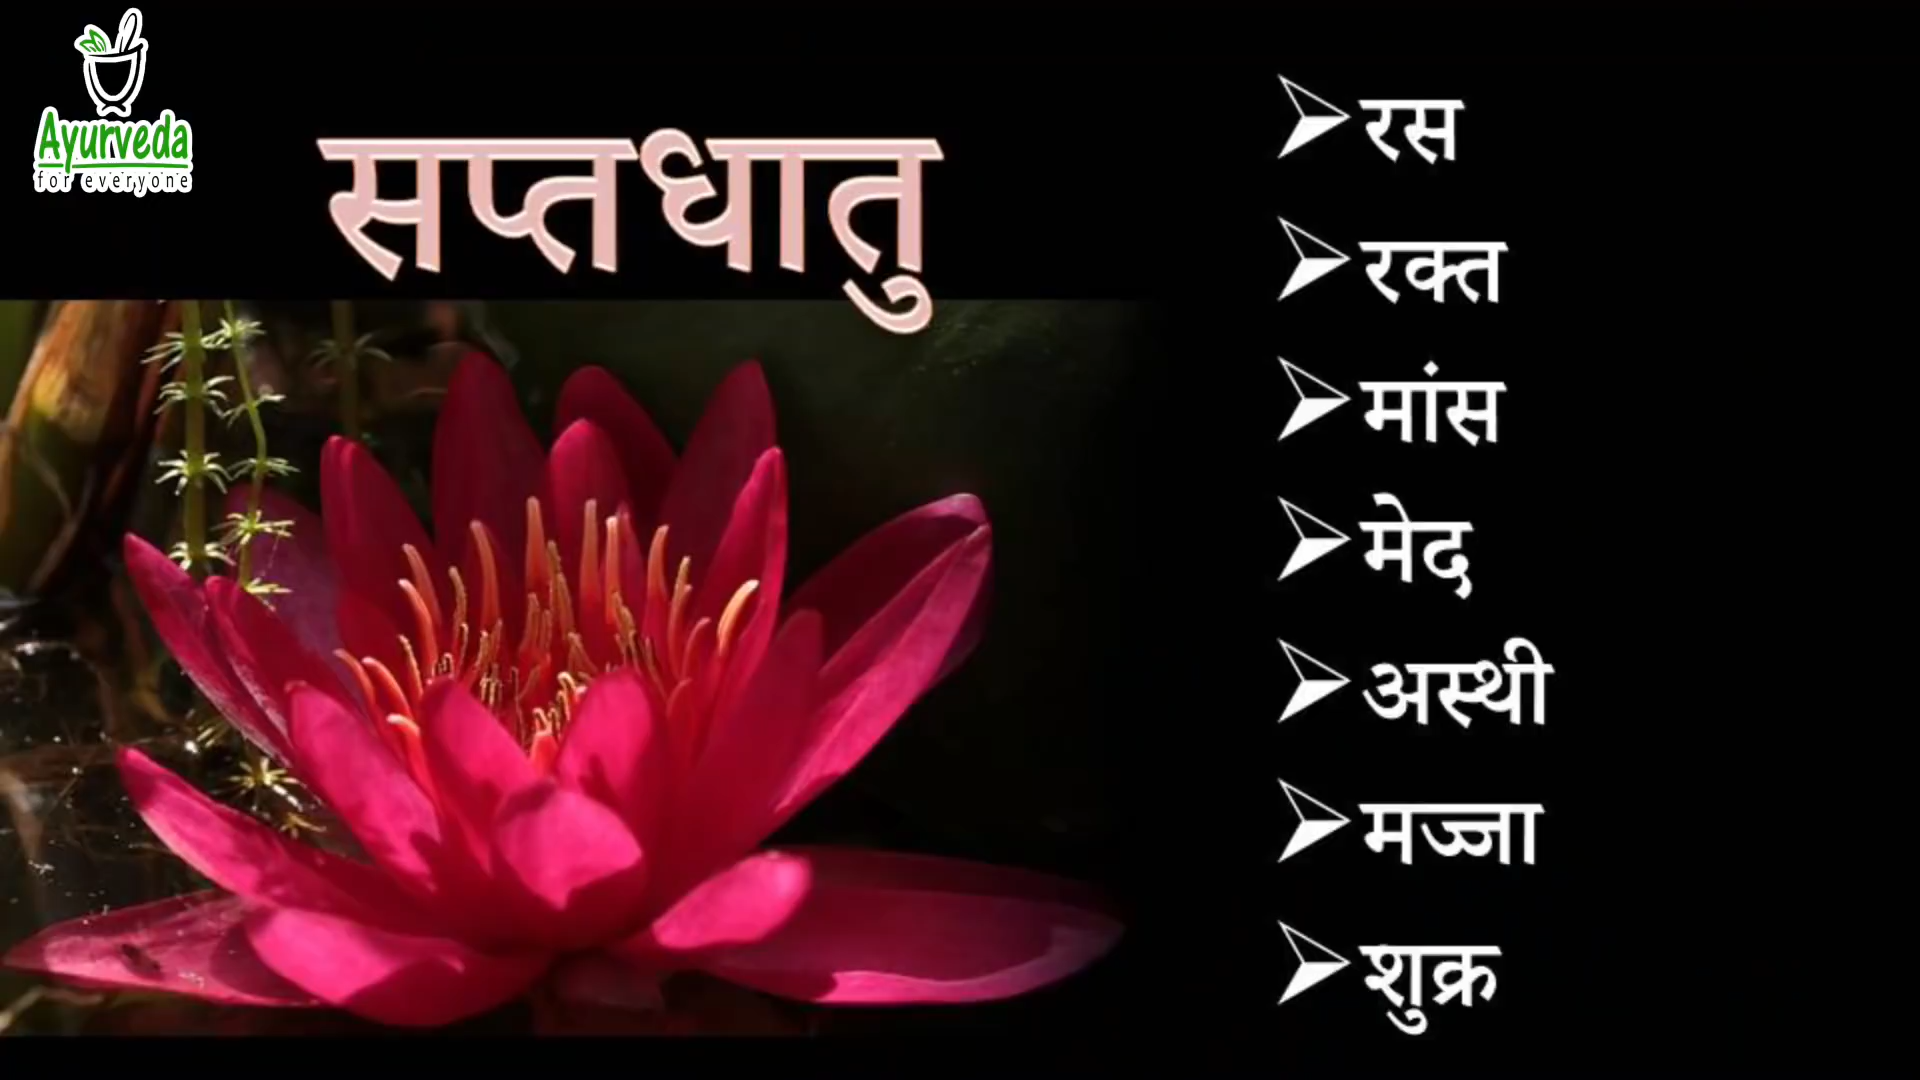 Ayurveda
for everyone
सप्तधातु
रस
रक्त
मांस
मेद
अस्थी
मज्जा
शुक्र